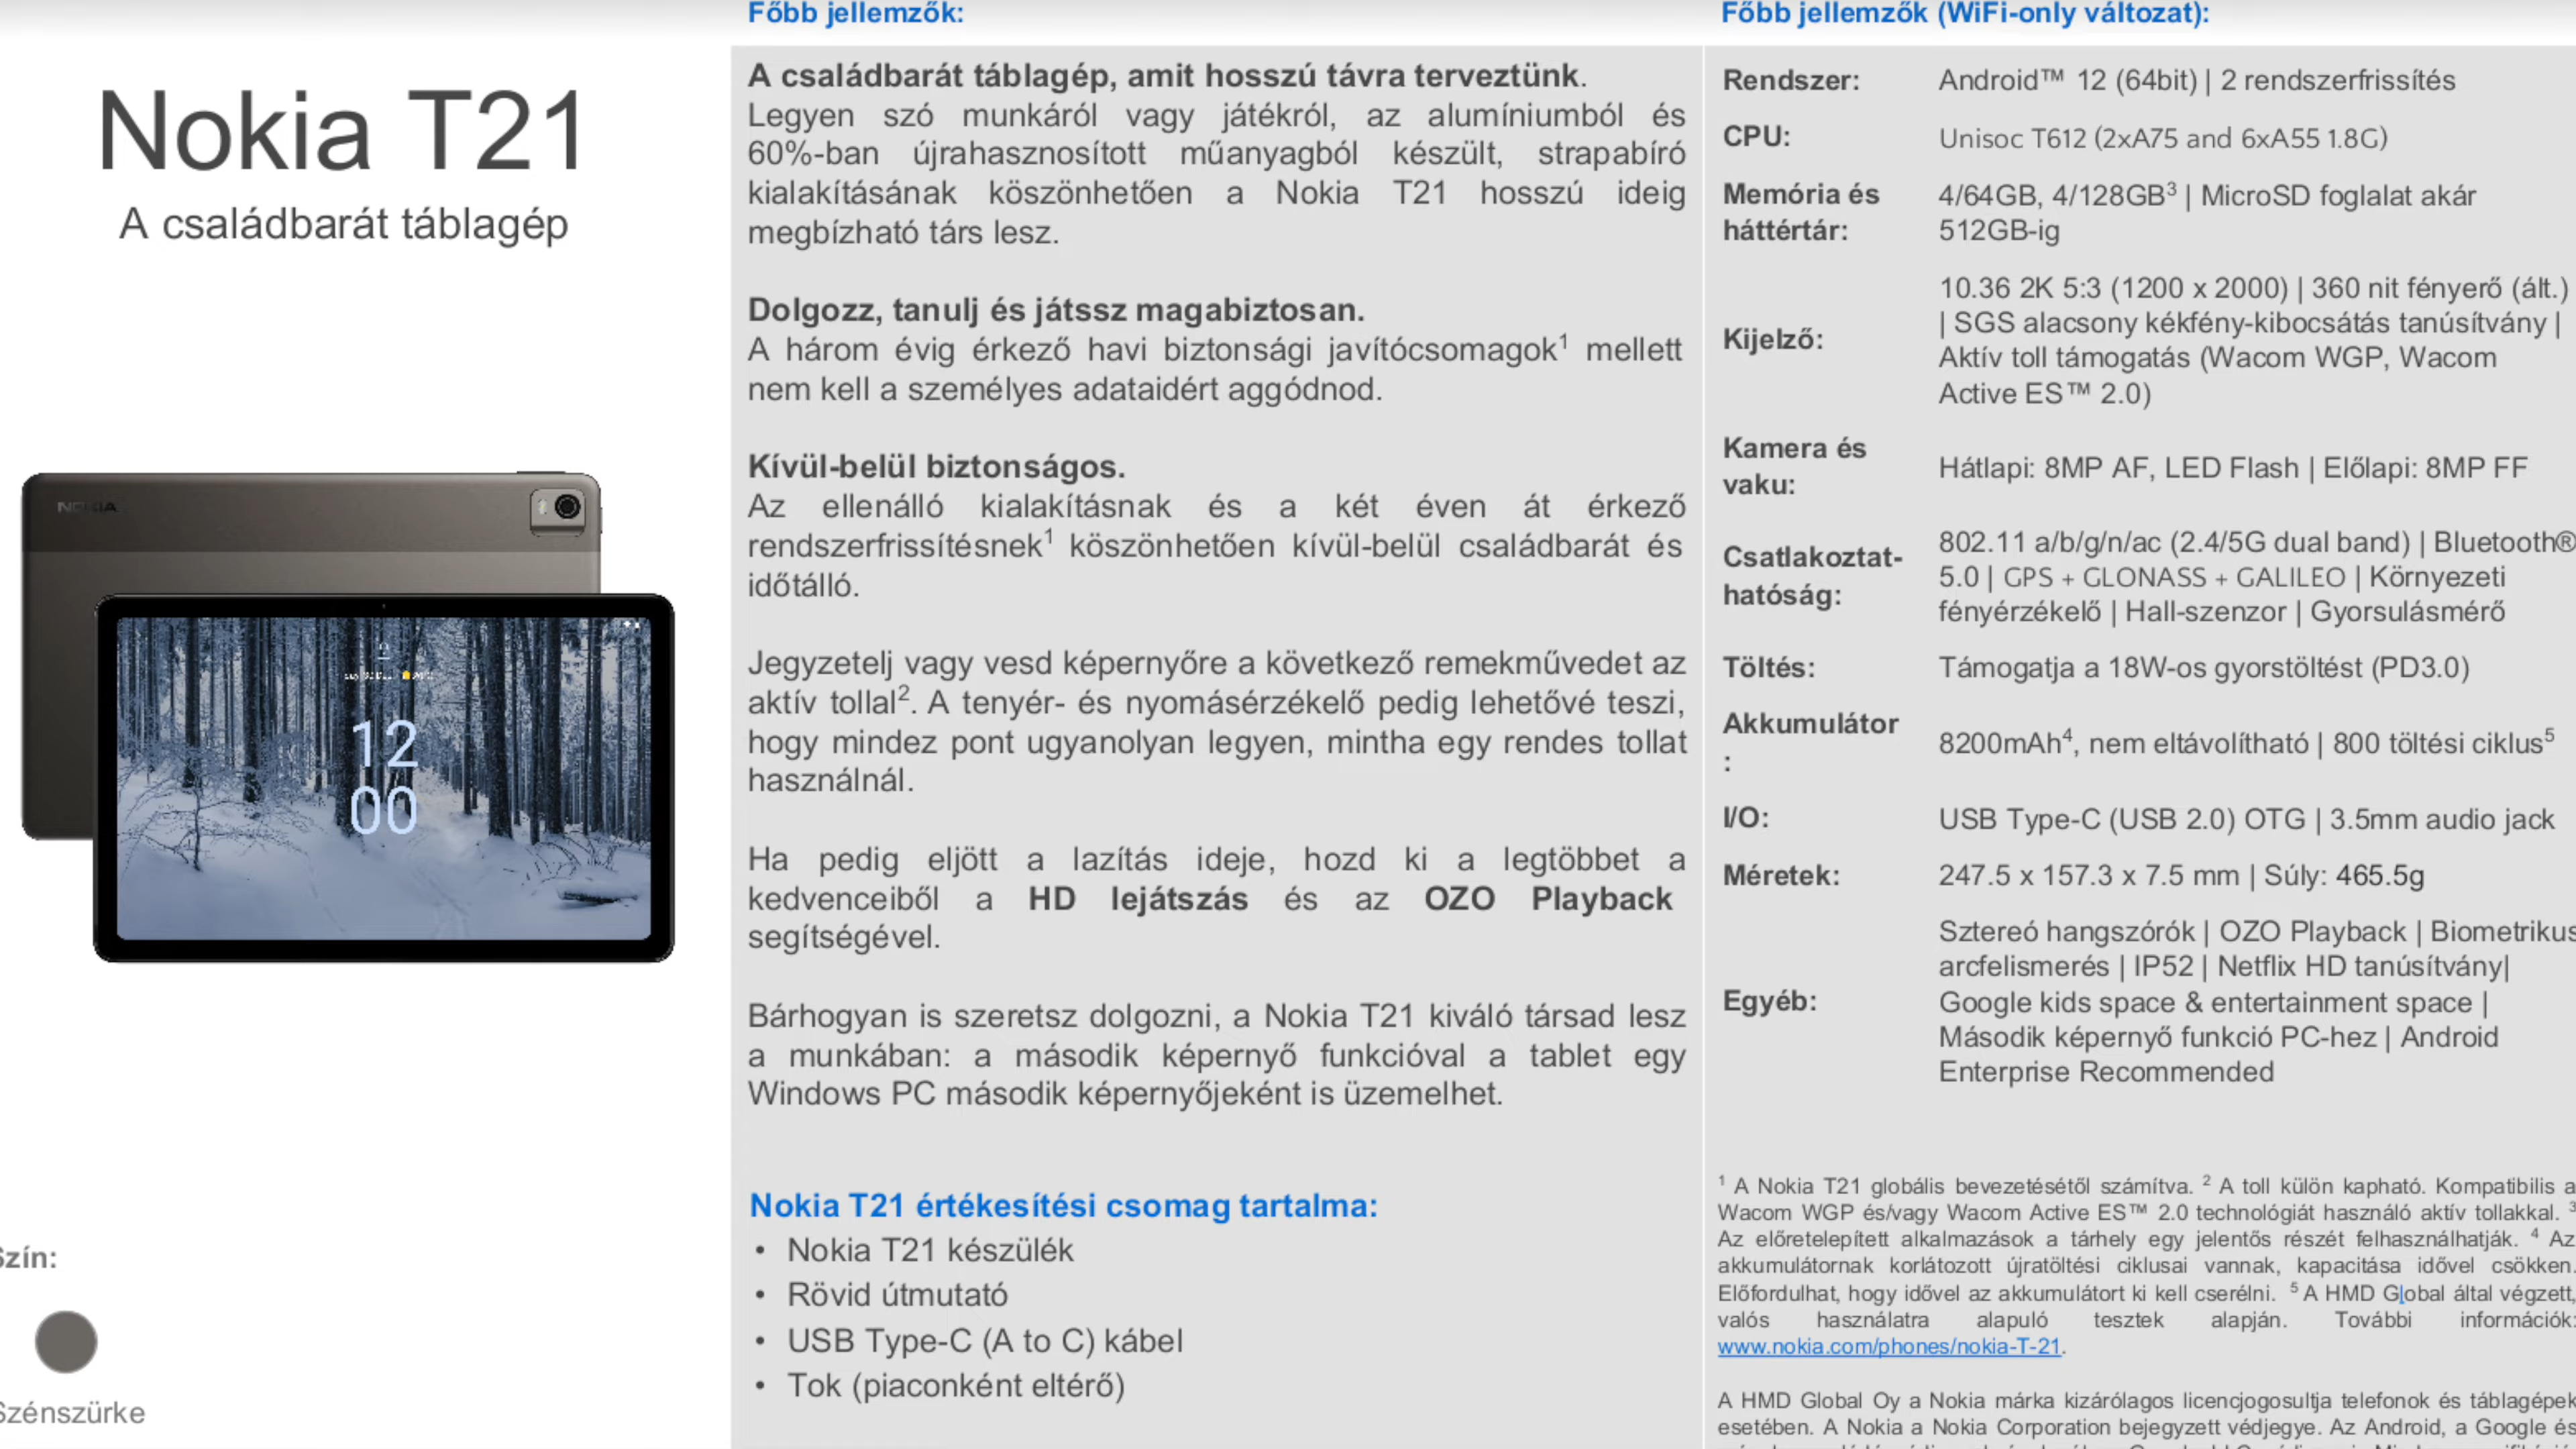 Nokia T21
A családbarát táblagép
NOKIA
12
00
Szín:
Szénszürke
Főbb jellemzők:
A családbarát táblagép, amit hosszú távra terveztünk.
Legyen szó munkáról vagy játékról, az alumíniumból és
60%-ban újrahasznosított műanyagból készült, strapabíró
kialakításának köszönhetően a Nokia T21 hosszú ideig
megbízható társ lesz.
Dolgozz, tanulj és játssz magabiztosan.
A három évig érkező havi biztonsági javítócsomagok¹ mellett
nem kell a személyes adataidért aggódnod.
Kívül-belül biztonságos.
Az ellenálló kialakításnak és a két éven át érkező
rendszerfrissítésnek¹ köszönhetően kívül-belül családbarát és
időtálló.
Jegyzetelj vagy vesd képernyőre a következő remekművedet az
aktív tollal². A tenyér- és nyomásérzékelő pedig lehetővé teszi,
hogy mindez pont ugyanolyan legyen, mintha egy rendes tollat
használnál.
Ha pedig eljött a lazítás ideje, hozd ki a legtöbbet a
kedvenceiből a HD lejátszás és az OZO Playback
segítségével.
Bárhogyan is szeretsz dolgozni, a Nokia T21 kiváló társad lesz
a munkában: a második képernyő funkcióval a tablet egy
Windows PC második képernyőjeként is üzemelhet.
Nokia T21 értékesítési csomag tartalma:
• Nokia T21 készülék
• Rövid útmutató
• USB Type-C (A to C) kábel
• Tok (piaconként eltérő)
Főbb jellemzők (WiFi-only változat):
Rendszer: Android™ 12 (64bit) | 2 rendszerfrissítés
CPU: Unisoc T612 (2xA75 and 6xA55 1.8G)
Memória és háttértár: 4/64GB, 4/128GB³ | MicroSD foglalat akár
512GB-ig
Kijelző: 10.36 2K 5:3 (1200 x 2000) | 360 nit fényerő (ált.)
| SGS alacsony kékfény-kibocsátás tanúsítvány |
Aktív toll támogatás (Wacom WGP, Wacom
Active ES™ 2.0)
Kamera és vaku: Hátlapi: 8MP AF, LED Flash | Előlapi: 8MP FF
Csatlakoztat-
hatóság: 802.11 a/b/g/n/ac (2.4/5G dual band) | Bluetooth®
5.0 | GPS + GLONASS + GALILEO | Környezeti
fényérzékelő | Hall-szenzor | Gyorsulásmérő
Töltés: Támogatja a 18W-os gyorstöltést (PD3.0)
Akkumulátor
: 8200mAh⁴, nem eltávolítható | 800 töltési ciklus⁵
I/O: USB Type-C (USB 2.0) OTG | 3.5mm audio jack
Méretek: 247.5 x 157.3 x 7.5 mm | Súly: 465.5g
Egyéb: Sztereó hangszórók | OZO Playback | Biometrikus
arcfelismerés | IP52 | Netflix HD tanúsítvány|
Google kids space & entertainment space |
Második képernyő funkció PC-hez | Android
Enterprise Recommended
¹ A Nokia T21 globális bevezetésétől számítva. ² A toll külön kapható. Kompatibilis a
Wacom WGP és/vagy Wacom Active ES™ 2.0 technológiát használó aktív tollakkal. ³
Az előretelepített alkalmazások a tárhely egy jelentős részét felhasználhatják. ⁴ Az
akkumulátornak korlátozott újratöltési ciklusai vannak, kapacitása idővel csökken.
Előfordulhat, hogy idővel az akkumulátort ki kell cserélni. ⁵ A HMD Global által végzett,
valós használatra alapuló tesztek alapján. További információk:
www.nokia.com/phones/nokia-T-21.
A HMD Global Oy a Nokia márka kizárólagos licencjogosultja telefonok és táblagépek
esetében. A Nokia a Nokia Corporation bejegyzett védjegye. Az Android, a Google és